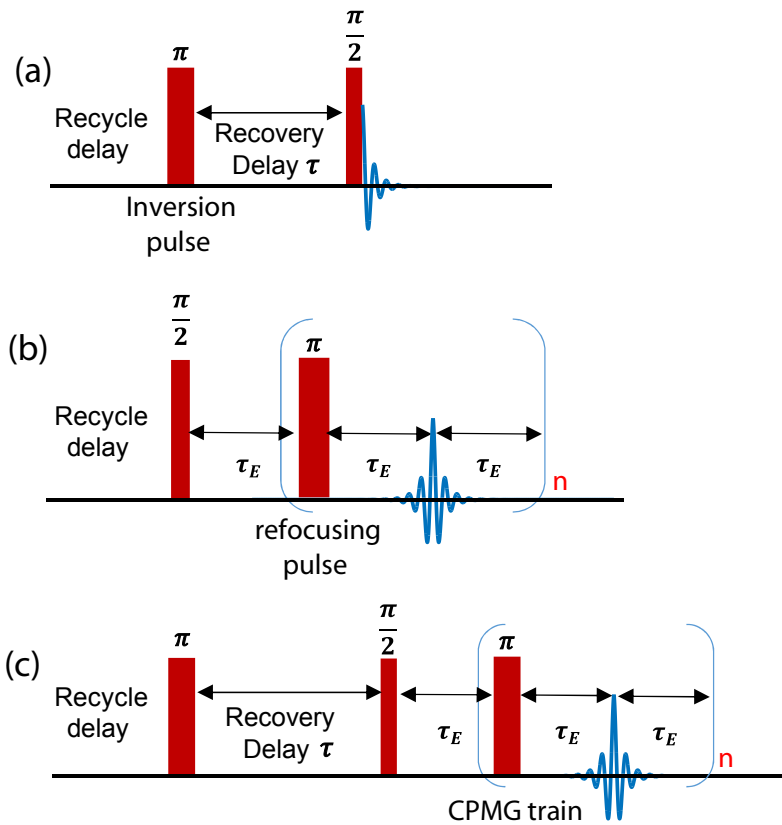 (a)
π
π
2
Recycle
delay
Recovery
Delay τ
Inversion
pulse
(b)
π
2
π
Recycle
delay
τE
τE
τE
n
refocusing
pulse
(c)
π
π
2
π
Recycle
delay
Recovery
Delay τ
τE
τE
τE
n
CPMG train